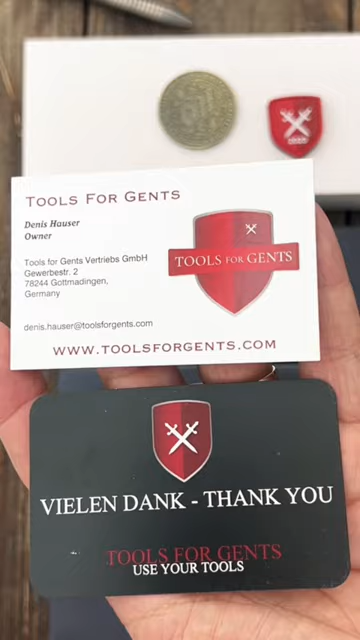 TOOLS FOR GENTS
Denis Hauser
Owner
Tools for Gents Vertriebs GmbH
Gewerbestr. 2
78244 Gottmadingen,
Germany
TOOLS FOR GENTS
denis.hauser@toolsforgents.com
WWW.TOOLSFORGENTS.COM
VIELEN DANK - THANK YOU
TOOLS FOR GENTS
USE YOUR TOOLS